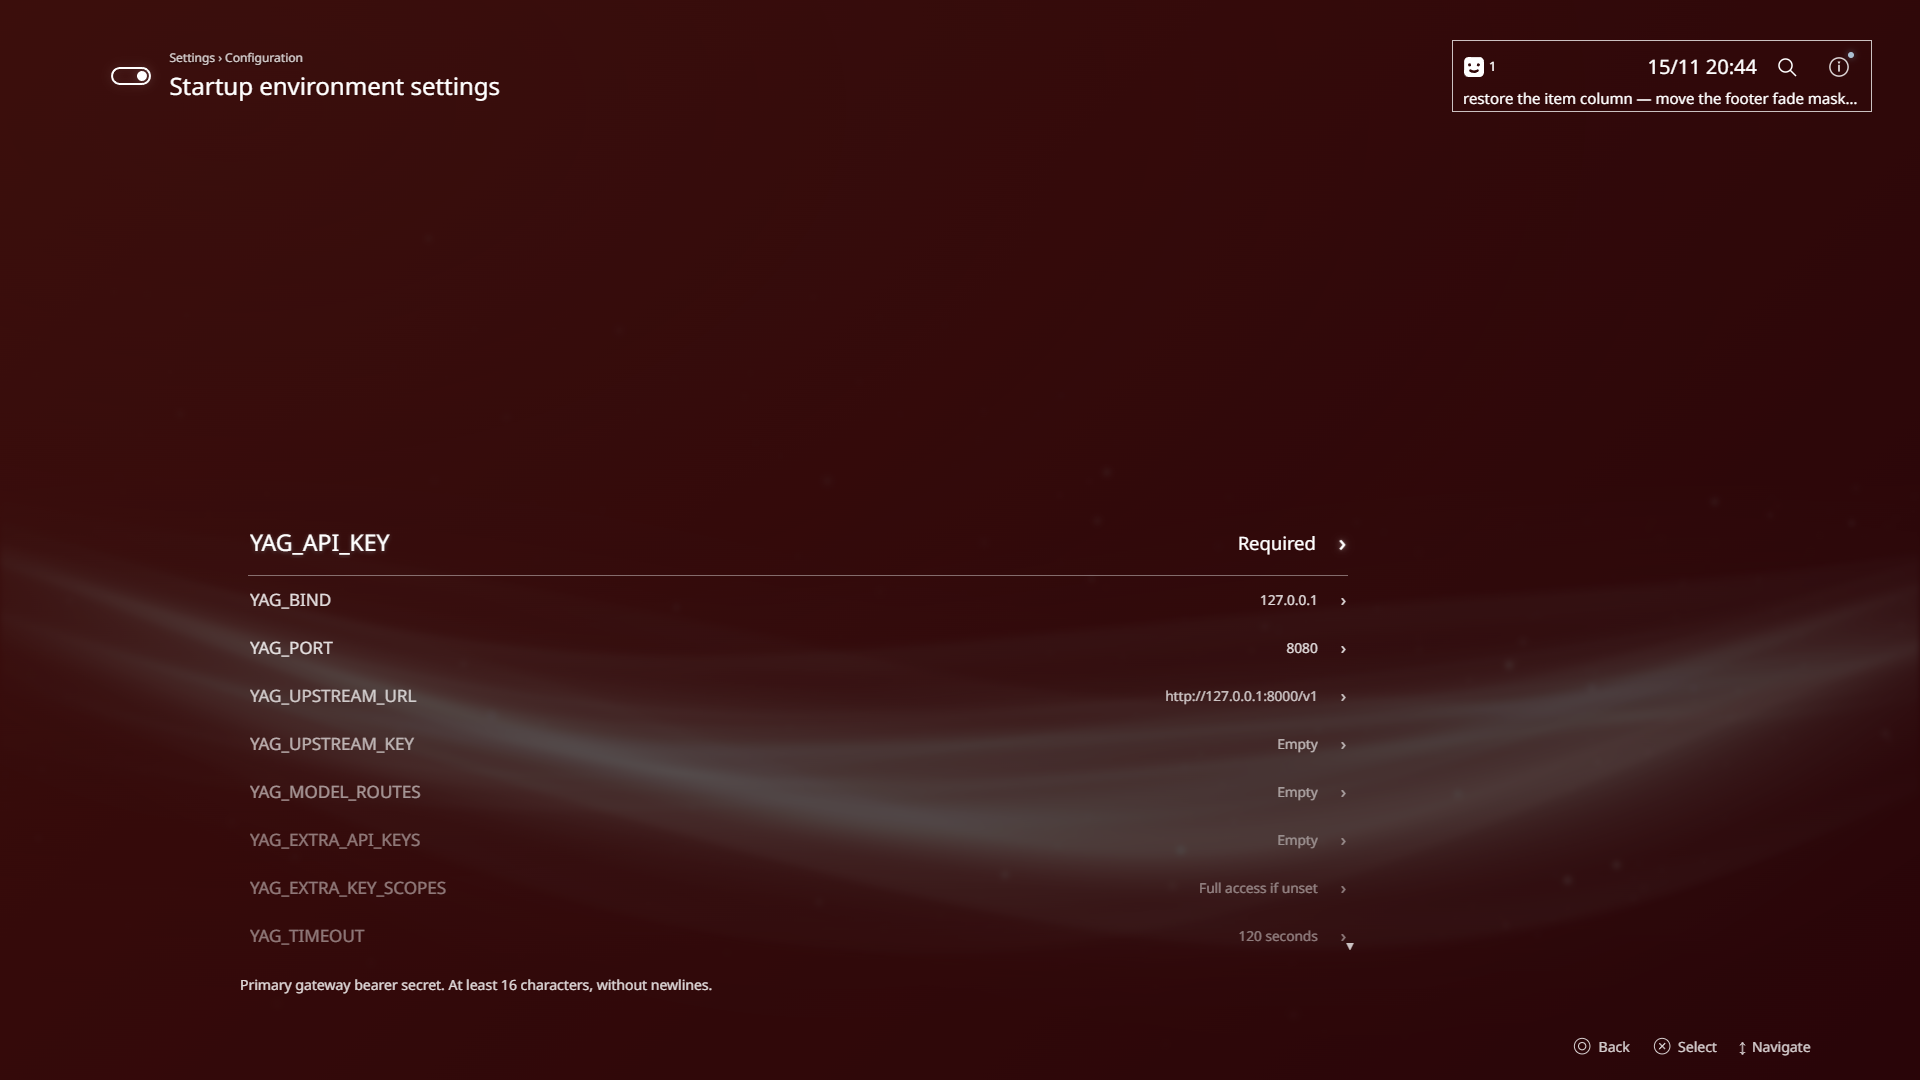 Settings › Configuration
Startup environment settings
1
15/11 20:44
restore the item column — move the footer fade mask...
YAG_API_KEY Required ›
YAG_BIND 127.0.0.1 ›
YAG_PORT 8080 ›
YAG_UPSTREAM_URL http://127.0.0.1:8000/v1 ›
YAG_UPSTREAM_KEY Empty ›
YAG_MODEL_ROUTES Empty ›
YAG_EXTRA_API_KEYS Empty ›
YAG_EXTRA_KEY_SCOPES Full access if unset ›
YAG_TIMEOUT 120 seconds ›
Primary gateway bearer secret. At least 16 characters, without newlines.
Back Select Navigate